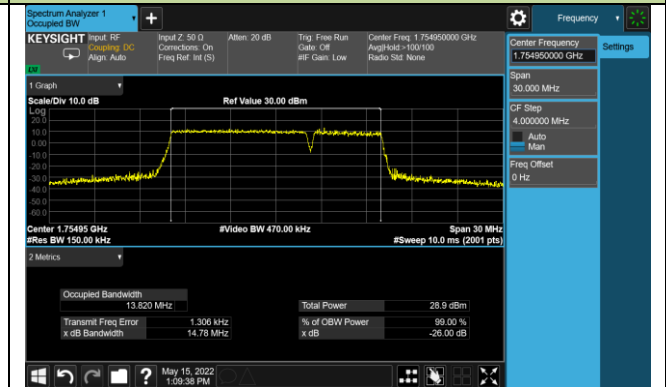 Spectrum Analyzer 1
Occupied BW
+
Frequency
KEYSIGHT
Input: RF
Coupling: DC
Align: Auto
Input Z: 50 Ω
Corrections: On
Freq Ref: Int (S)
Atten: 20 dB
Trig: Free Run
Gate: Off
#IF Gain: Low
Center Freq: 1.754950000 GHz
Avg|Hold:>100/100
Radio Std: None
Center Frequency
1.754950000 GHz
Settings
Span
30.000 MHz
CF Step
4.000000 MHz
Auto
Man
Freq Offset
0 Hz
1 Graph
Scale/Div 10.0 dB
Ref Value 30.00 dBm
Log
20.0
10.0
0.00
-10.0
-20.0
-30.0
-40.0
-50.0
-60.0
Center 1.75495 GHz
#Video BW 470.00 kHz
Span 30 MHz
#Res BW 150.00 kHz
#Sweep 10.0 ms (2001 pts)
2 Metrics
Occupied Bandwidth
13.820 MHz
Total Power 28.9 dBm
Transmit Freq Error 1.306 kHz
% of OBW Power 99.00 %
x dB Bandwidth 14.78 MHz
x dB -26.00 dB
?
May 15, 2022
1:09:38 PM